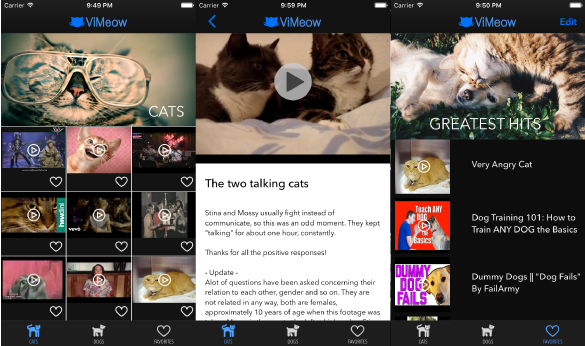 Carrier 9:49 PM
ViMeow
CATS
CATS DOGS FAVORITES
Carrier 9:59 PM
ViMeow
The two talking cats
Stina and Mossy usually fight instead of
communicate, so this was an odd moment. They kept
"talking" for about one hour, constantly.
Thanks for all the positive responses!
- Update -
Alot of questions have been asked concerning their
relation to each other, gender and so on. They are
not related in any way, both are females,
approximately 10 years of age when this footage was
CATS DOGS FAVORITES
Carrier 9:50 PM
ViMeow Edit
GREATEST HITS
Very Angry Cat
Teach ANY
DOG
the
Basics
Dog Training 101: How to
Train ANY DOG the Basics
DUMMY
DOGS
FAILS
Dummy Dogs || "Dog Fails"
By FailArmy
CATS DOGS FAVORITES